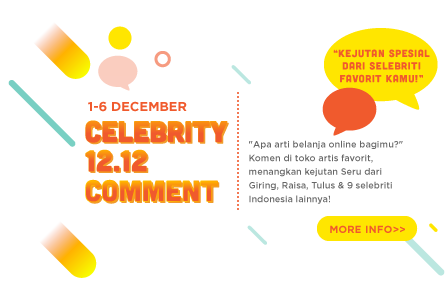 1-6 DECEMBER
CELEBRITY
12.12
COMMENT
"KEJUTAN SPESIAL
DARI SELEBRITI
FAVORIT KAMU!"
"Apa arti belanja online bagimu?"
Komen di toko artis favorit,
menangkan kejutan Seru dari
Giring, Raisa, Tulus & 9 selebriti
Indonesia lainnya!
MORE INFO>>